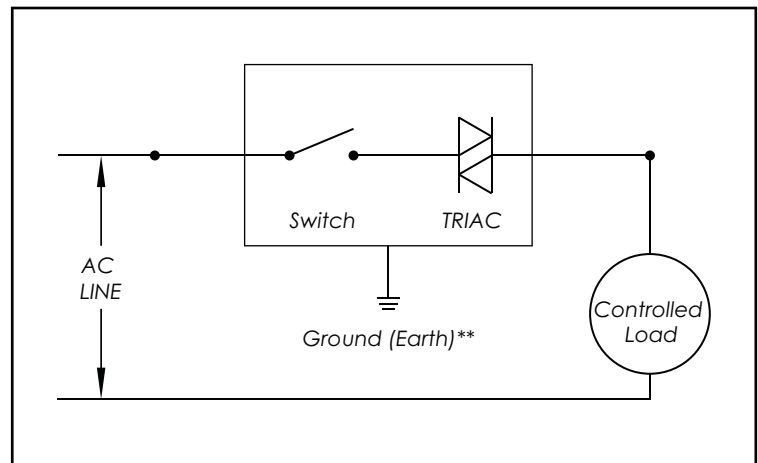 Switch
TRIAC
AC
LINE
Ground (Earth)**
Controlled
Load